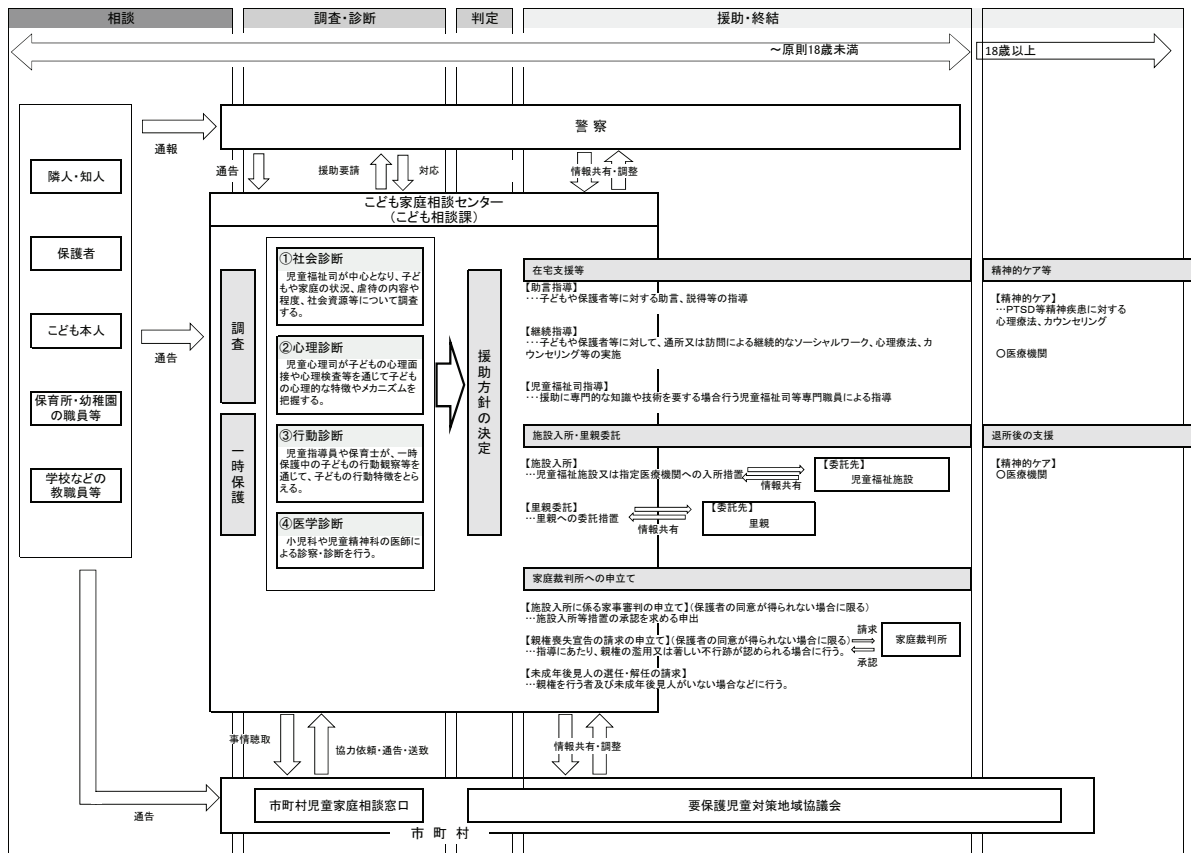 相談
調査・診断
判定
援助・終結
～原則18歳未満
18歳以上
警 察
通報
通告
援助要請
対応
情報共有・調整
隣人・知人
保護者
こども本人
保育所・幼稚園
の職員等
学校などの
教職員等
通告
こども家庭相談センター
(こども相談課)
調査
一時保護
①社会診断
児童福祉司が中心となり、子ど
もや家庭の状況、虐待の内容や
程度、社会資源等について調査
する。
②心理診断
児童心理司が子どもの心理面
接や心理検査等を通じて子ども
の心理的な特徴やメカニズムを
把握する。
③行動診断
児童指導員や保育士が、一時
保護中の子どもの行動観察等を
通じて、子どもの行動特徴をとら
える。
④医学診断
小児科や児童精神科の医師に
よる診察・診断を行う。
援助方針の決定
在宅支援等
【助言指導】
…子どもや保護者等に対する助言、説得等の指導
【継続指導】
…子どもや保護者等に対して、通所又は訪問による継続的なソーシャルワーク、心理療法、カ
ウンセリング等の実施
【児童福祉司指導】
…援助に専門的な知識や技術を要する場合行う児童福祉司等専門職員による指導
施設入所・里親委託
【施設入所】
…児童福祉施設又は指定医療機関への入所措置
情報共有
【委託先】
児童福祉施設
【里親委託】
…里親への委託措置
情報共有
【委託先】
里親
家庭裁判所への申立て
【施設入所に係る家事審判の申立て】(保護者の同意が得られない場合に限る)
…施設入所等措置の承認を求める申出
【親権喪失宣告の請求の申立て】(保護者の同意が得られない場合に限る)
…指導にあたり、親権の濫用又は著しい不行跡が認められる場合に行う。
請求
承認
家庭裁判所
【未成年後見人の選任・解任の請求】
…親権を行う者及び未成年後見人がいない場合などに行う。
精神的ケア等
【精神的ケア】
…PTSD等精神疾患に対する
心理療法、カウンセリング
○医療機関
退所後の支援
【精神的ケア】
○医療機関
事情聴取
協力依頼・通告・送致
情報共有・調整
通告
市町村児童家庭相談窓口
要保護児童対策地域協議会
市 町 村